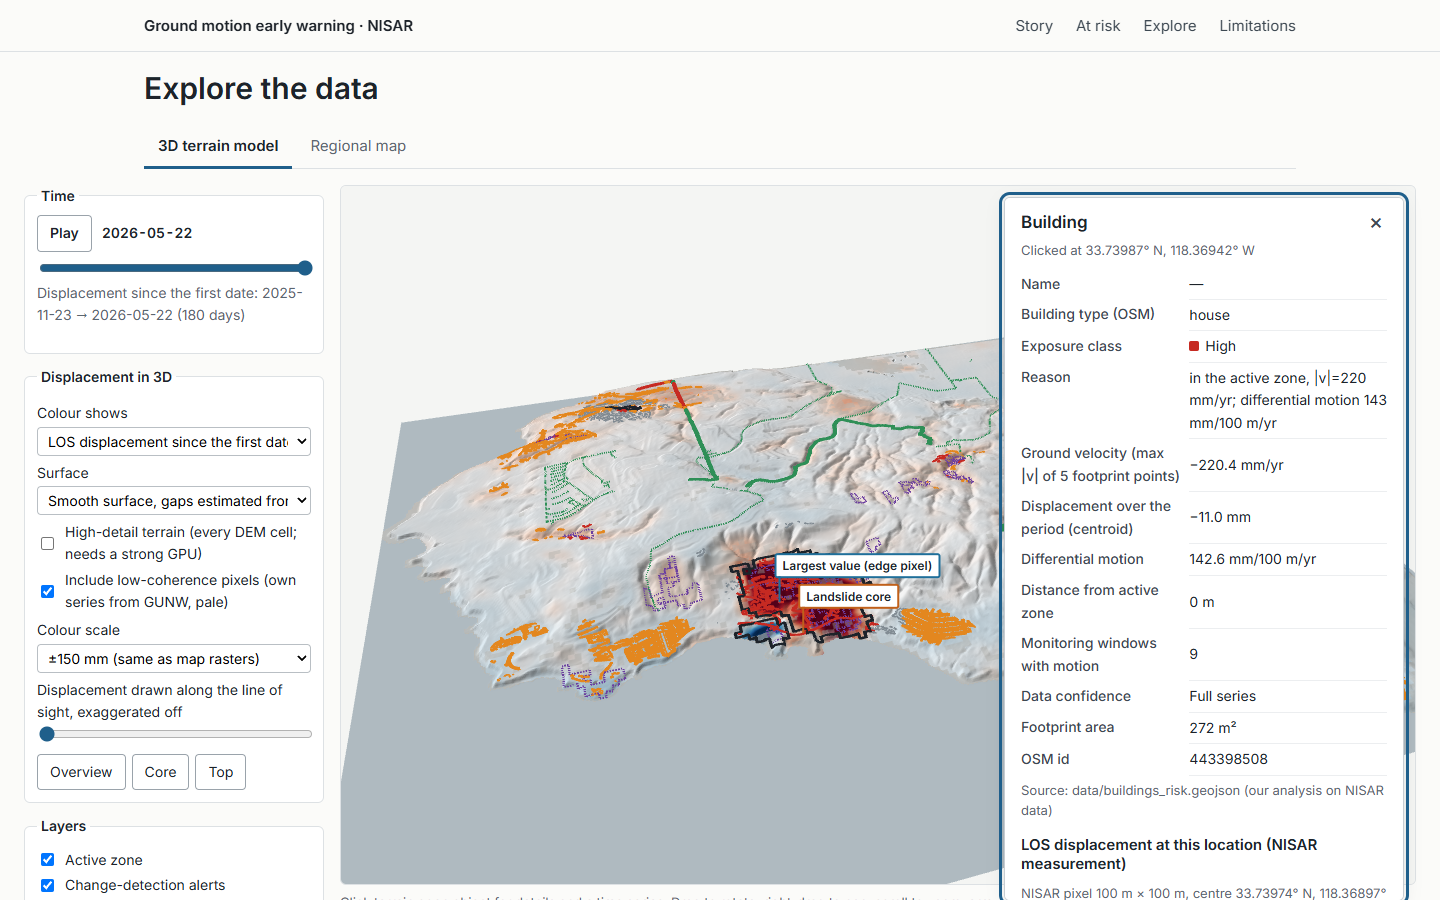 Ground motion early warning · NISAR
Story
At risk
Explore
Limitations
Explore the data
3D terrain model
Regional map
Time
Play
2026-05-22
Displacement since the first date: 2025-
11-23 → 2026-05-22 (180 days)
Displacement in 3D
Colour shows
LOS displacement since the first date
Surface
Smooth surface, gaps estimated from
High-detail terrain (every DEM cell;
needs a strong GPU)
Include low-coherence pixels (own
series from GUNW, pale)
Colour scale
±150 mm (same as map rasters)
Displacement drawn along the line of
sight, exaggerated off
Overview
Core
Top
Layers
Active zone
Change-detection alerts
Largest value (edge pixel)
Landslide core
Building
×
Clicked at 33.73987° N, 118.36942° W
Name
—
Building type (OSM)
house
Exposure class
High
Reason
in the active zone, |v|=220
mm/yr; differential motion 143
mm/100 m/yr
Ground velocity (max
|v| of 5 footprint points)
−220.4 mm/yr
Displacement over the
period (centroid)
−11.0 mm
Differential motion
142.6 mm/100 m/yr
Distance from active
zone
0 m
Monitoring windows
with motion
9
Data confidence
Full series
Footprint area
272 m²
OSM id
443398508
Source: data/buildings_risk.geojson (our analysis on NISAR
data)
LOS displacement at this location (NISAR
measurement)
NISAR pixel 100 m × 100 m, centre 33.73974° N, 118.36897°